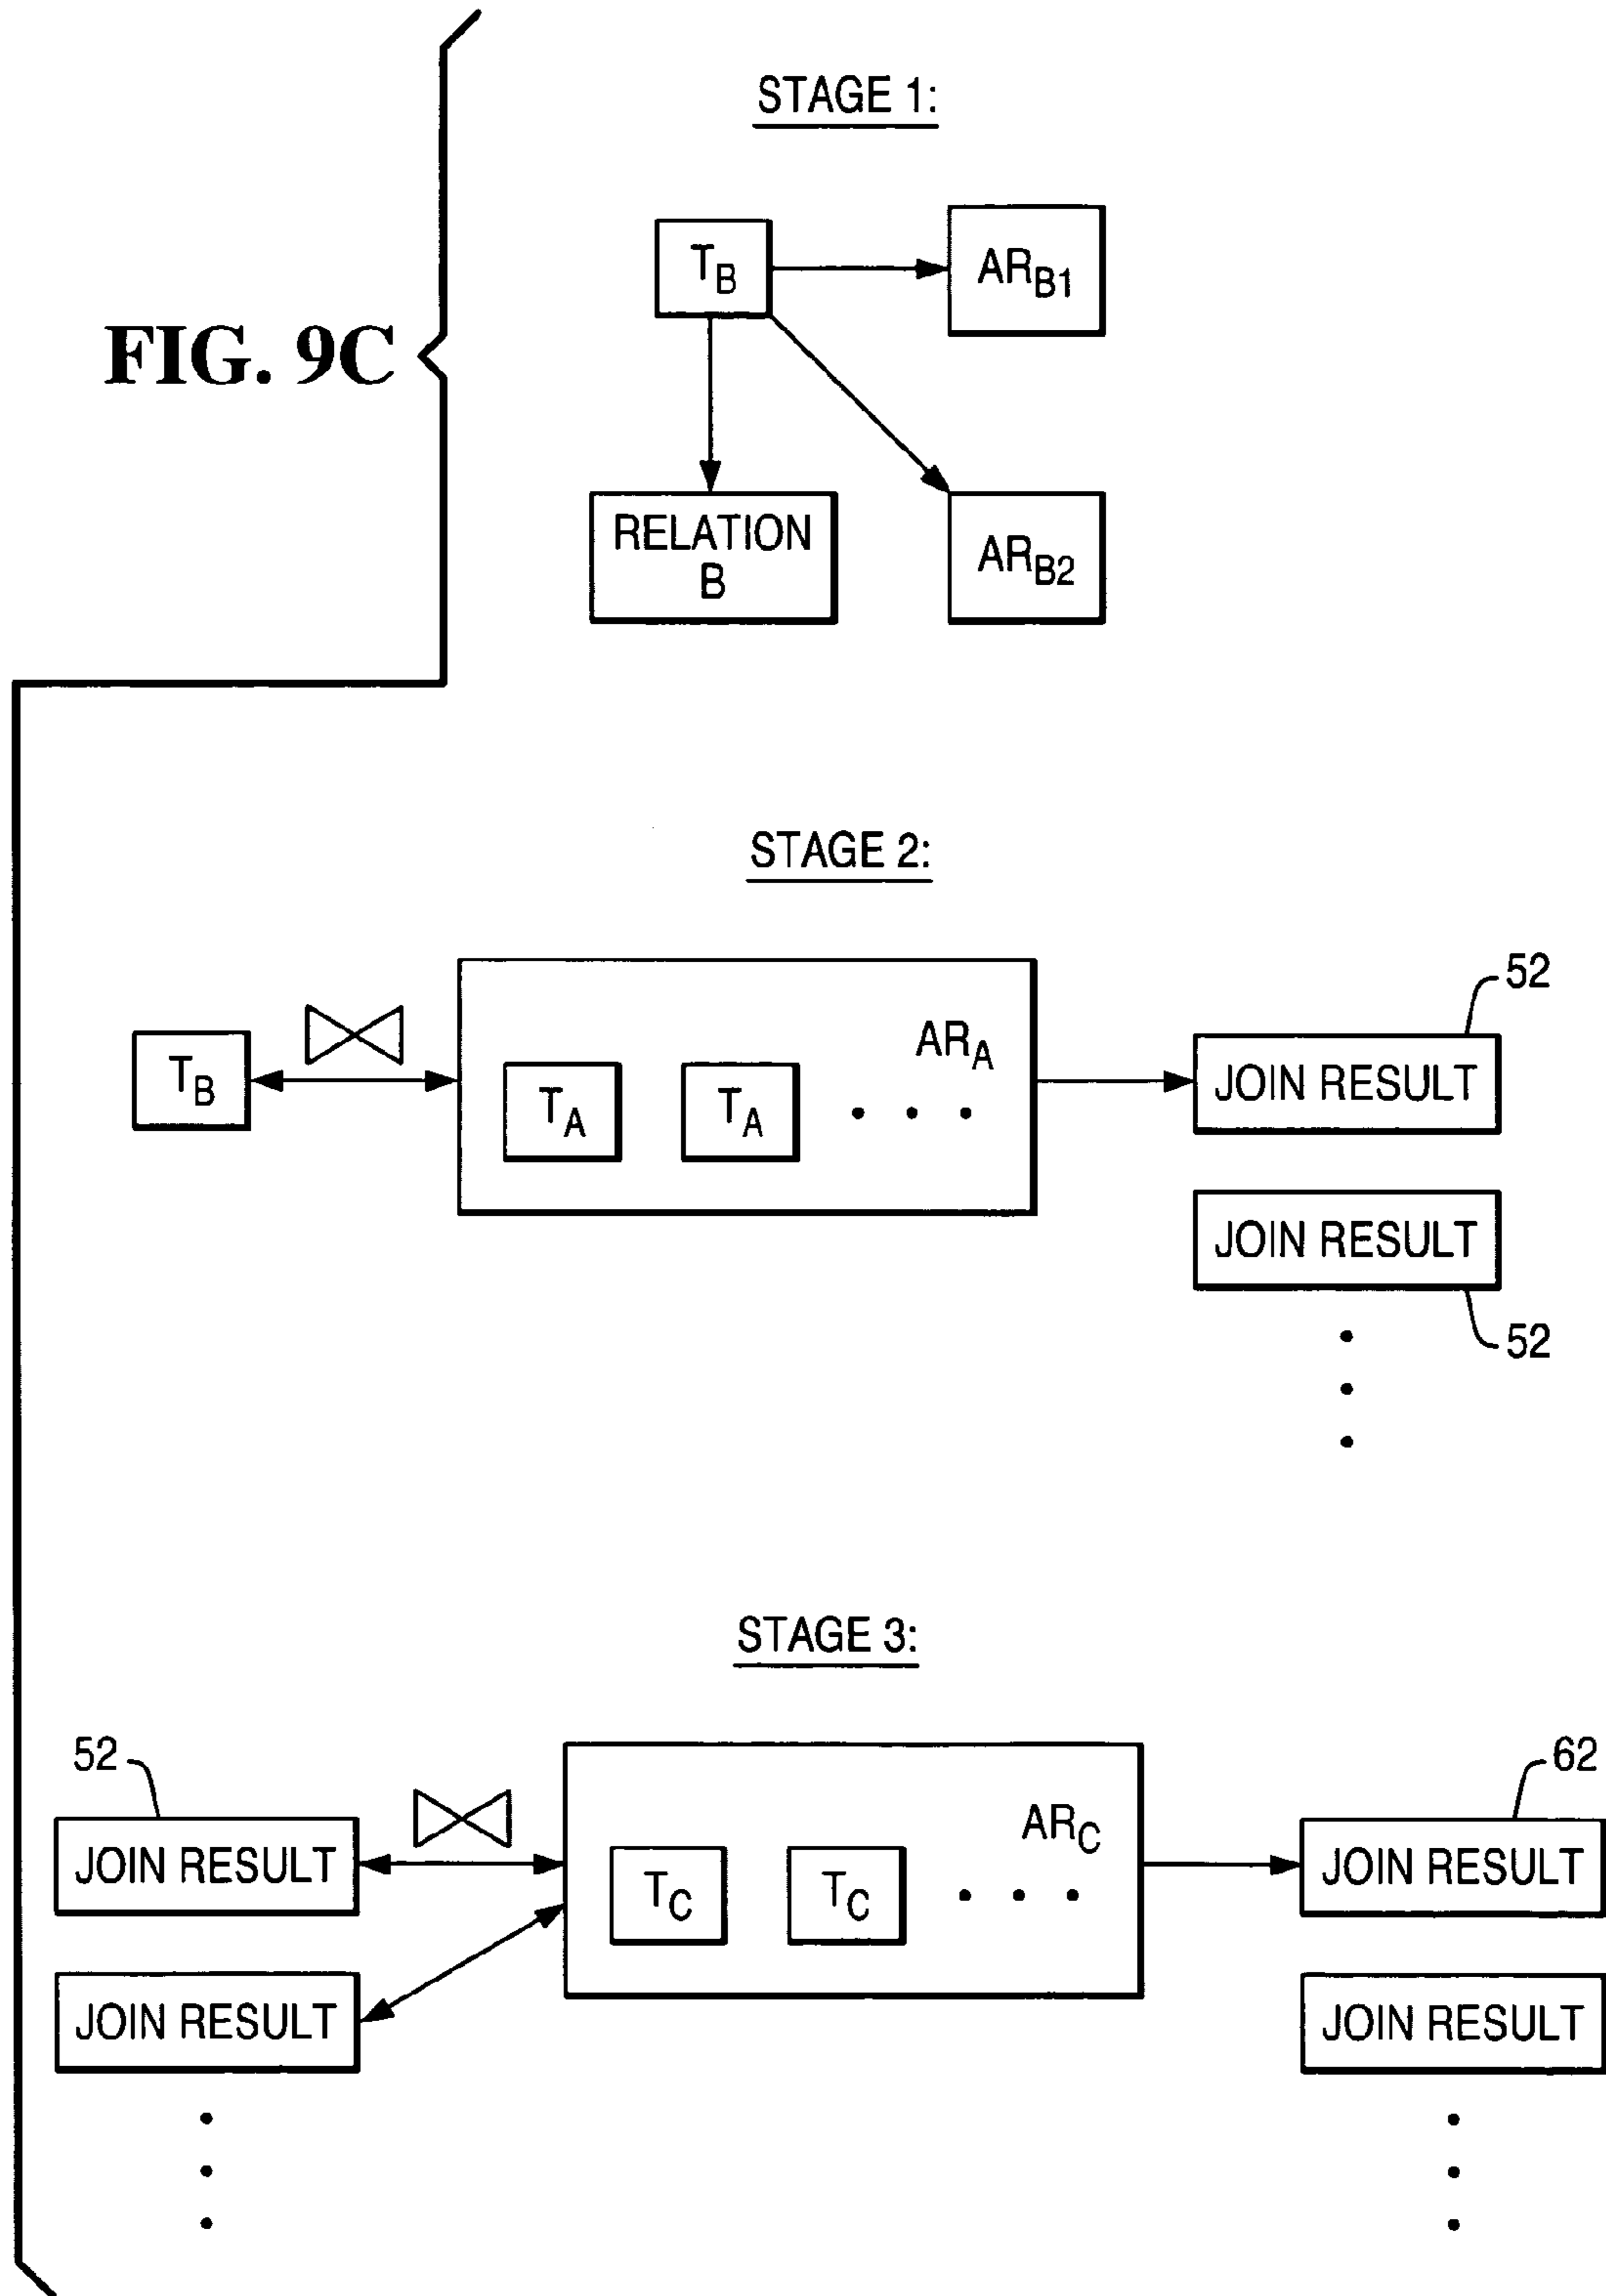 STAGE 1:
T_B
AR_B1
FIG. 9C
RELATION
B
AR_B2
STAGE 2:
52
AR_A
T_B
T_A
T_A
. . .
JOIN RESULT
JOIN RESULT
52
STAGE 3:
52
62
AR_C
JOIN RESULT
T_C
T_C
. . .
JOIN RESULT
JOIN RESULT
JOIN RESULT